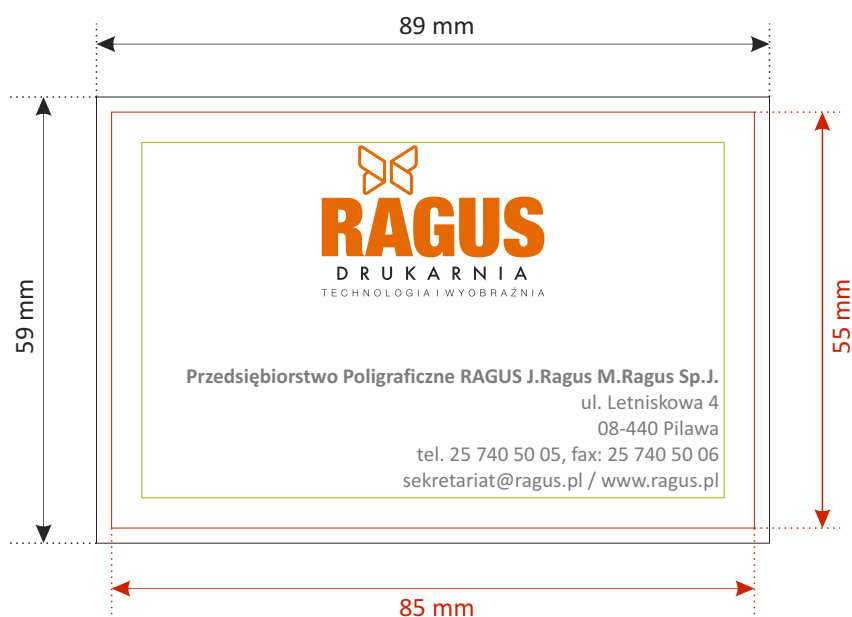 89 mm
59 mm
RAGUS
DRUKARNIA
TECHNOLOGIA I WYOBRAŹNIA
55 mm
Przedsiębiorstwo Poligraficzne RAGUS J.Ragus M.Ragus Sp.J.
ul. Letniskowa 4
08-440 Pilawa
tel. 25 740 50 05, fax: 25 740 50 06
sekretariat@ragus.pl / www.ragus.pl
85 mm